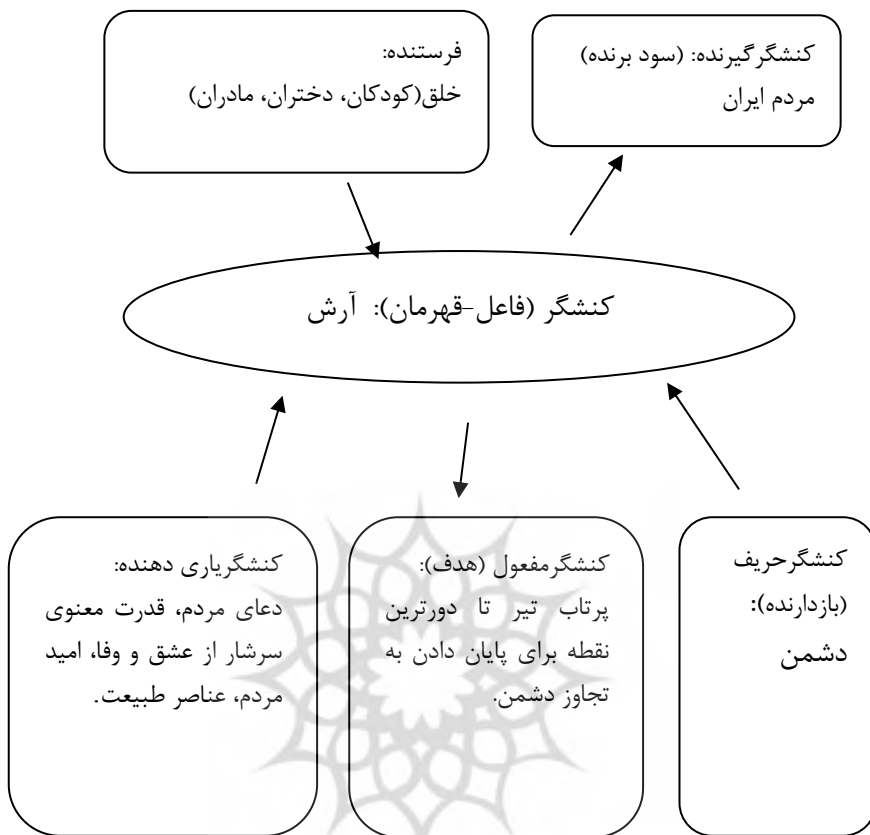 کنشگرگیرنده: (سود برنده)
مردم ایران
فرستنده:
خلق(کودکان، دختران، مادران)
کنشگر (فاعل-قهرمان): آرش
کنشگرحریف
(بازدارنده):
دشمن
کنشگرمفعول (هدف):
پرتاب تیر تا دورترین
نقطه برای پایان دادن به
تجاوز دشمن.
کنشگریاری دهنده:
دعای مردم، قدرت معنوی
سرشار از عشق و وفا، امید
مردم، عناصر طبیعت.